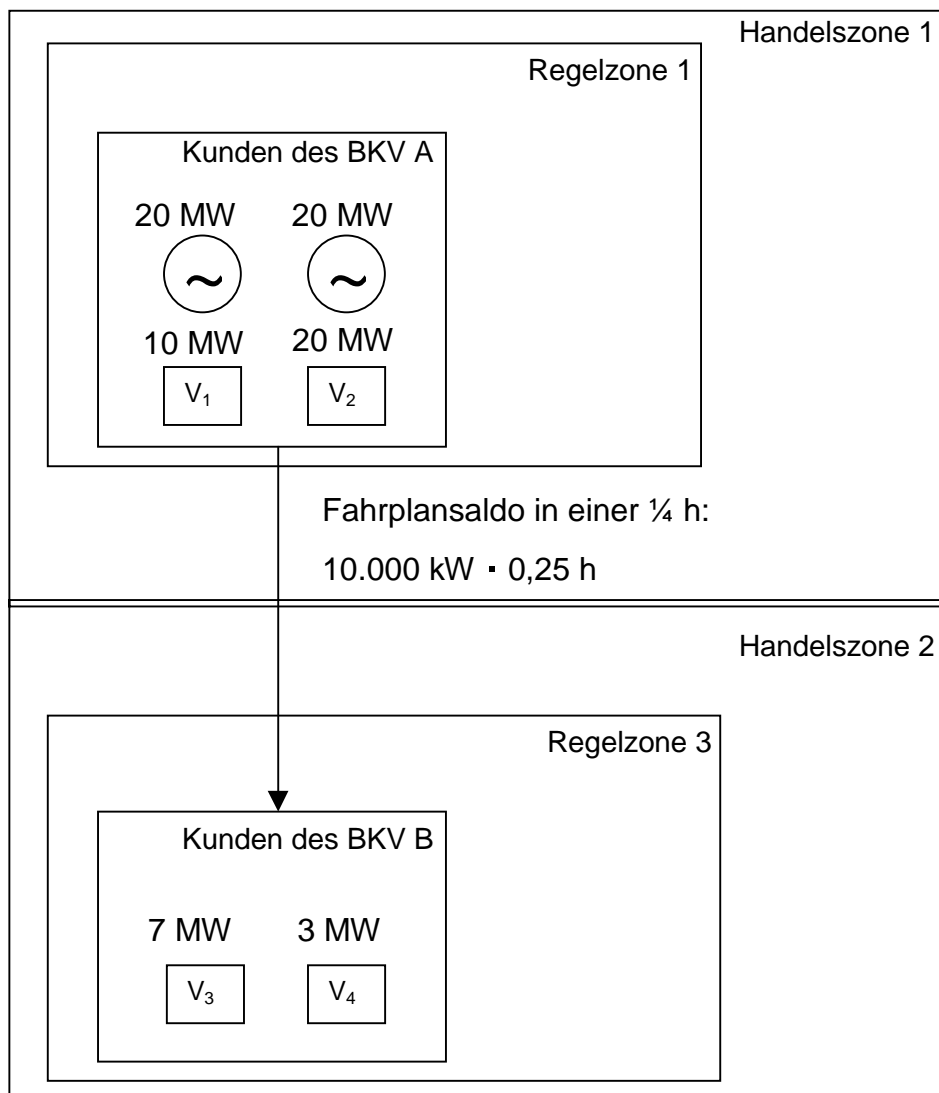 Handelszone 1
Regelzone 1
Kunden des BKV A
20 MW 20 MW
~ ~
10 MW 20 MW
V₁ V₂
Fahrplansaldo in einer ¼ h:
10.000 kW ▪ 0,25 h
Handelszone 2
Regelzone 3
Kunden des BKV B
7 MW 3 MW
V₃ V₄